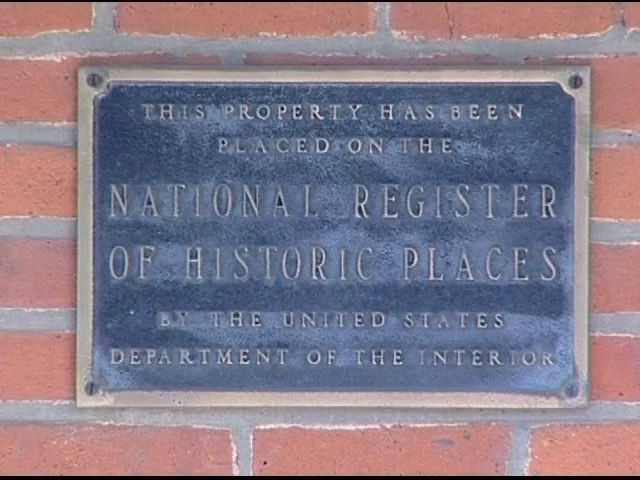 THIS PROPERTY HAS BEEN
PLACED ON THE
NATIONAL REGISTER
OF HISTORIC PLACES
BY THE UNITED STATES
DEPARTMENT OF THE INTERIOR